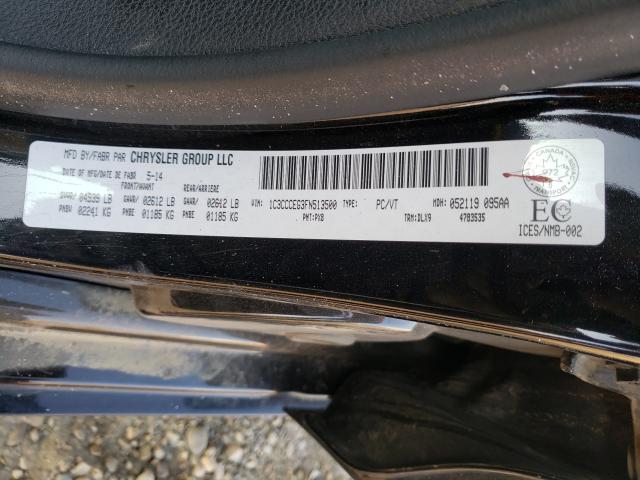 MFD BY/FABR PAR CHRYSLER GROUP LLC
DATE OF MFG/DATE DE FABR 5-14
FRONT/AVANT REAR/ARRIERE
GVWR/ 04939 LB GAWR/ 02612 LB GAWR/ 02612 LB
PNBV 02241 KG PNBE 01185 KG PNBE 01185 KG
VIN: 1C3CCCEG3FN513500 TYPE: PC/VT MDH: 052119 095AA
PNT: PX8 TRM: DLX9 4783535
CANADA
EC
ICES/NMB-002